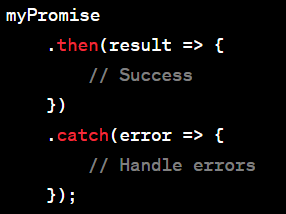 myPromise
    .then(result => {
        // Success
    })
    .catch(error => {
        // Handle errors
    });